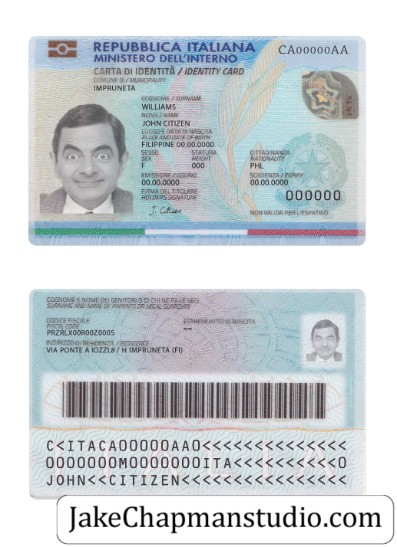 REPUBBLICA ITALIANA
MINISTERO DELL'INTERNO
CA00000AA
CARTA DI IDENTITÀ / IDENTITY CARD
COMUNE DI / MUNICIPALITY
IMPRUNETA
COGNOME / SURNAME
WILLIAMS
NOME / NAME
JOHN CITIZEN
LUOGO E DATA DI NASCITA
PLACE AND DATE OF BIRTH
FILIPPINE 00.00.0000
SESSO STATURA CITTADINANZA
SEX HEIGHT NATIONALITY
F 000 PHL
EMISSIONE / ISSUING SCADENZA / EXPIRY
00.00.0000 00.00.0000
FIRMA DEL TITOLARE
HOLDER'S SIGNATURE
000000
J. Citizen
NON VALIDA PER L'ESPATRIO
COGNOME E NOME DEI GENITORI O DI CHI NE FA LE VECI
SURNAME AND NAME OF PARENTS OR LEGAL GUARDIAN
CODICE FISCALE
FISCAL CODE
ESTREMI ATTO DI NASCITA
PRZRLX00R00Z000S
--
INDIRIZZO DI RESIDENZA / RESIDENCE
VIA PONTE A IOZZL8 / H IMPRUNETA (FI)
C<ITACA00000AA0<<<<<<<<<<<<<<<
0000000M0000000ITA<<<<<<<<<<<0
JOHN<<CITIZEN<<<<<<<<<<<<<<<<<
JakeChapmanstudio.com